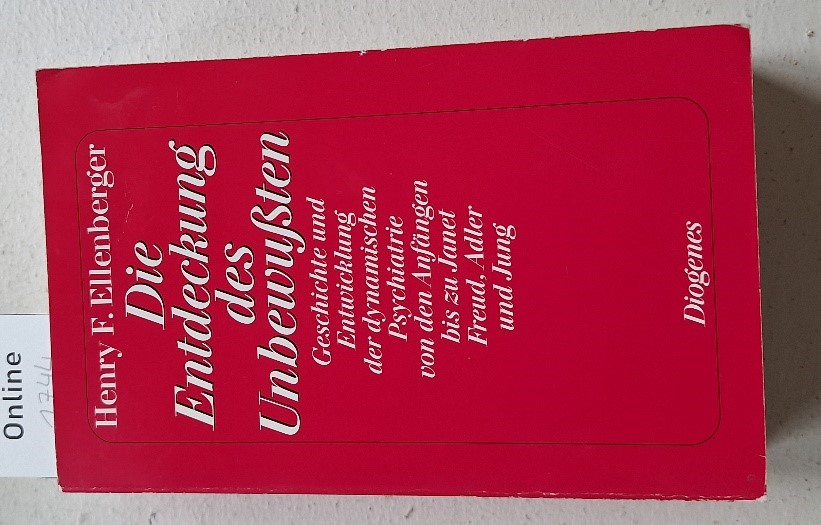 Henry F. Ellenberger
Die
Entdeckung
des
Unbewußten
Geschichte und
Entwicklung
der dynamischen
Psychiatrie
von den Anfängen
bis zu Janet
Freud, Adler
und Jung
Diogenes
Online
1744